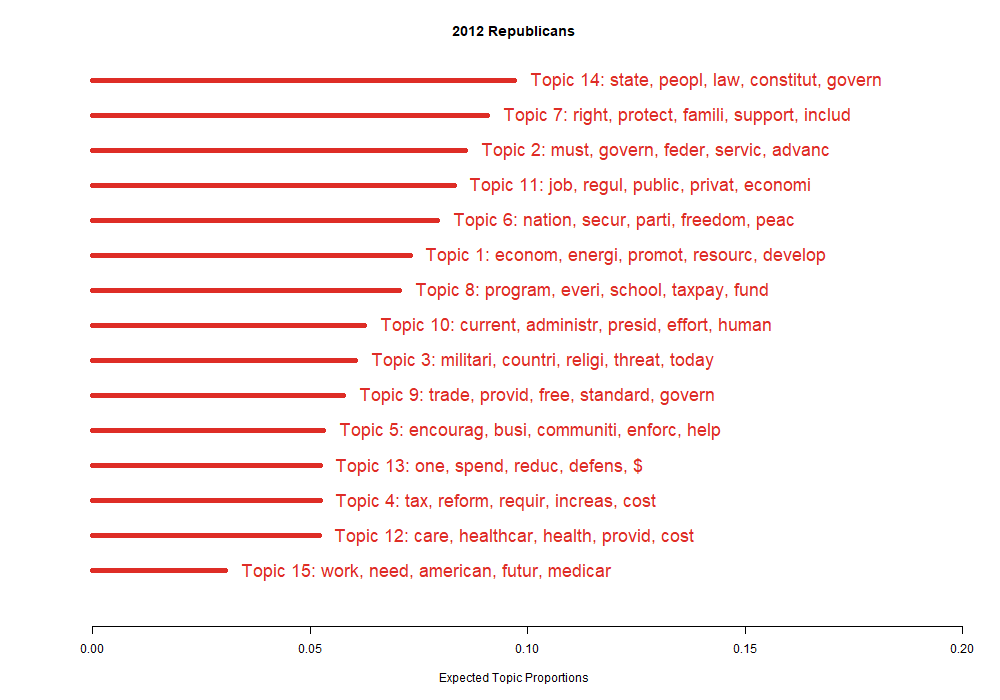 2012 Republicans
Topic 14: state, peopl, law, constitut, govern
Topic 7: right, protect, famili, support, includ
Topic 2: must, govern, feder, servic, advanc
Topic 11: job, regul, public, privat, economi
Topic 6: nation, secur, parti, freedom, peac
Topic 1: econom, energi, promot, resourc, develop
Topic 8: program, everi, school, taxpay, fund
Topic 10: current, administr, presid, effort, human
Topic 3: militari, countri, religi, threat, today
Topic 9: trade, provid, free, standard, govern
Topic 5: encourag, busi, communiti, enforc, help
Topic 13: one, spend, reduc, defens, $
Topic 4: tax, reform, requir, increas, cost
Topic 12: care, healthcar, health, provid, cost
Topic 15: work, need, american, futur, medicar
0.00 0.05 0.10 0.15 0.20
Expected Topic Proportions